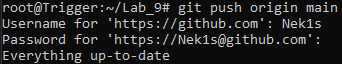 root@Trigger:~/Lab_9# git push origin main
Username for 'https://github.com': Nek1s
Password for 'https://Nek1s@github.com':
Everything up-to-date